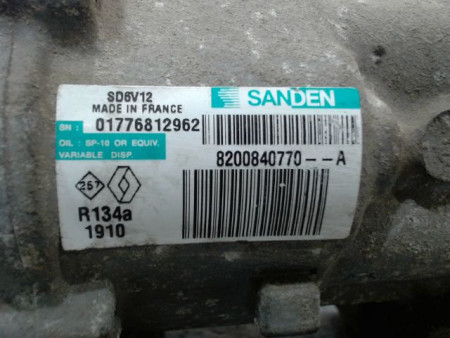 SD6V12
MADE IN FRANCE
SANDEN
SN : 01776812962
OIL : SP-10 OR EQUIV.
VARIABLE DISP.
8200840770--A
257
R134a
1910